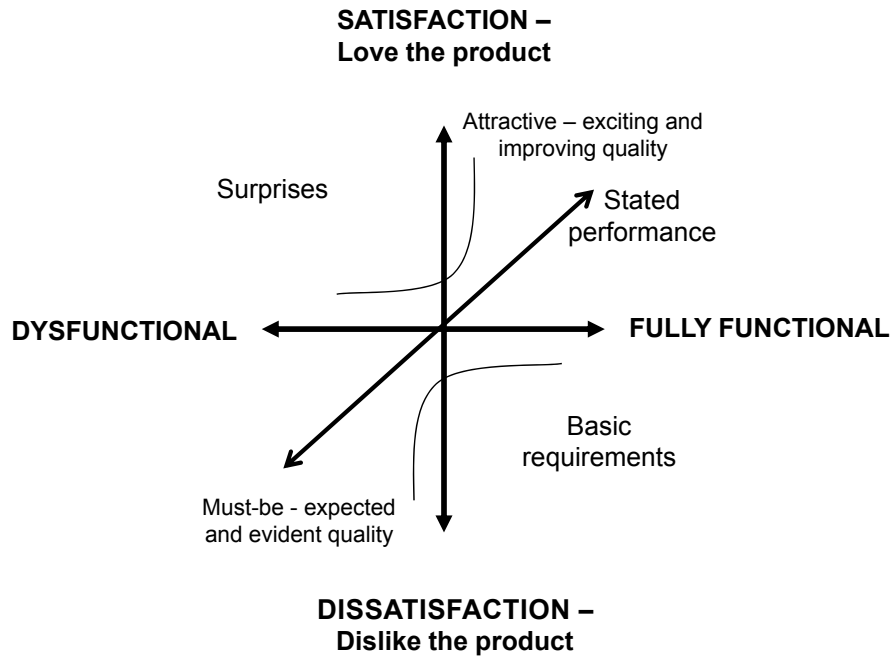 SATISFACTION –
Love the product
Attractive – exciting and
improving quality
Surprises
Stated
performance
DYSFUNCTIONAL
FULLY FUNCTIONAL
Basic
requirements
Must-be - expected
and evident quality
DISSATISFACTION –
Dislike the product